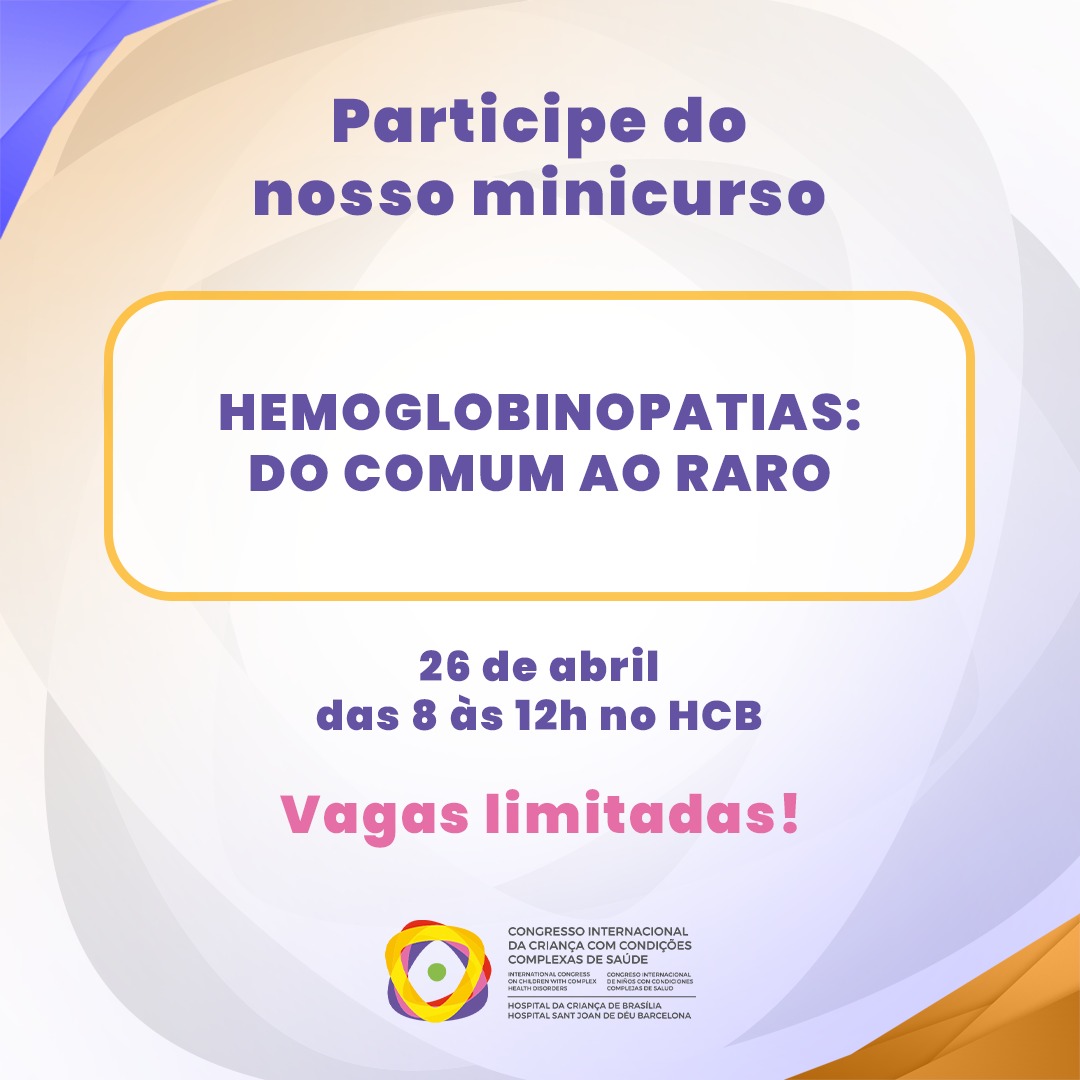 Participe do
nosso minicurso
HEMOGLOBINOPATIAS:
DO COMUM AO RARO
26 de abril
das 8 às 12h no HCB
Vagas limitadas!
CONGRESSO INTERNACIONAL
DA CRIANÇA COM CONDIÇÕES
COMPLEXAS DE SAÚDE
INTERNATIONAL CONGRESS
ON CHILDREN WITH COMPLEX
HEALTH DISORDERS
CONGRESO INTERNACIONAL
DE NIÑOS CON CONDICIONES
COMPLEJAS DE SALUD
HOSPITAL DA CRIANÇA DE BRASÍLIA
HOSPITAL SANT JOAN DE DÉU BARCELONA